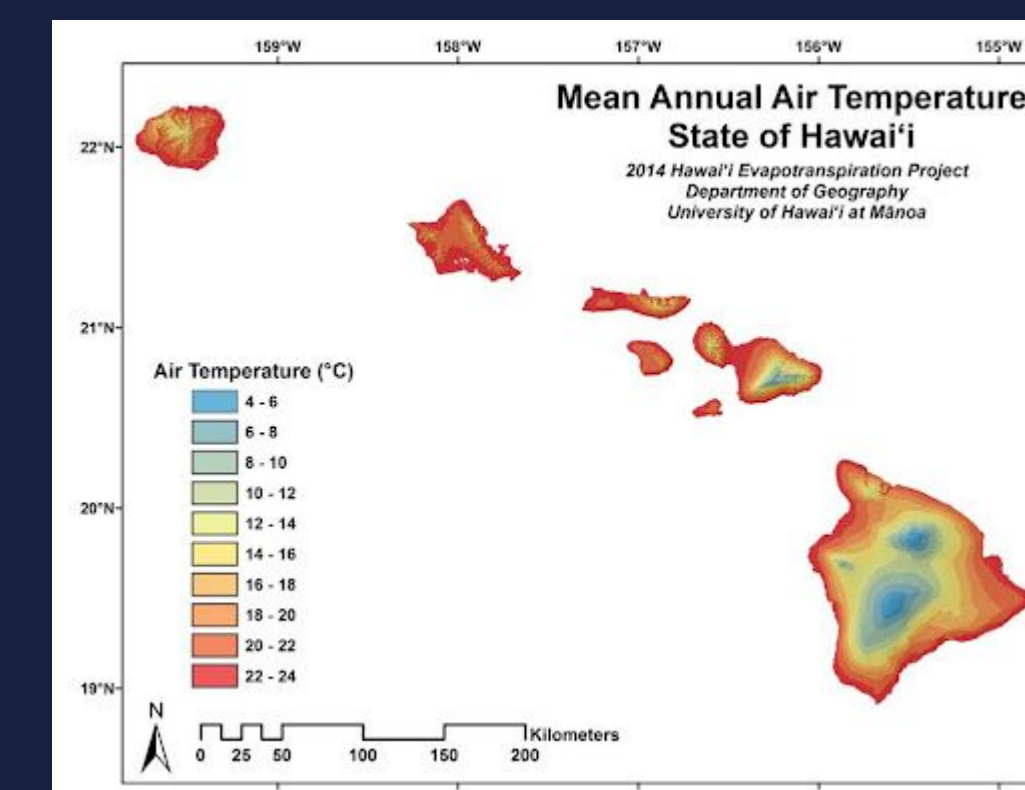 159°W 158°W 157°W 156°W 155°W
Mean Annual Air Temperature
State of Hawai‘i
2014 Hawai‘i Evapotranspiration Project
Department of Geography
University of Hawai‘i at Mānoa
22°N
21°N
20°N
19°N
Air Temperature (°C)
4 - 6
6 - 8
8 - 10
10 - 12
12 - 14
14 - 16
16 - 18
18 - 20
20 - 22
22 - 24
N
Kilometers
0 25 50 100 150 200